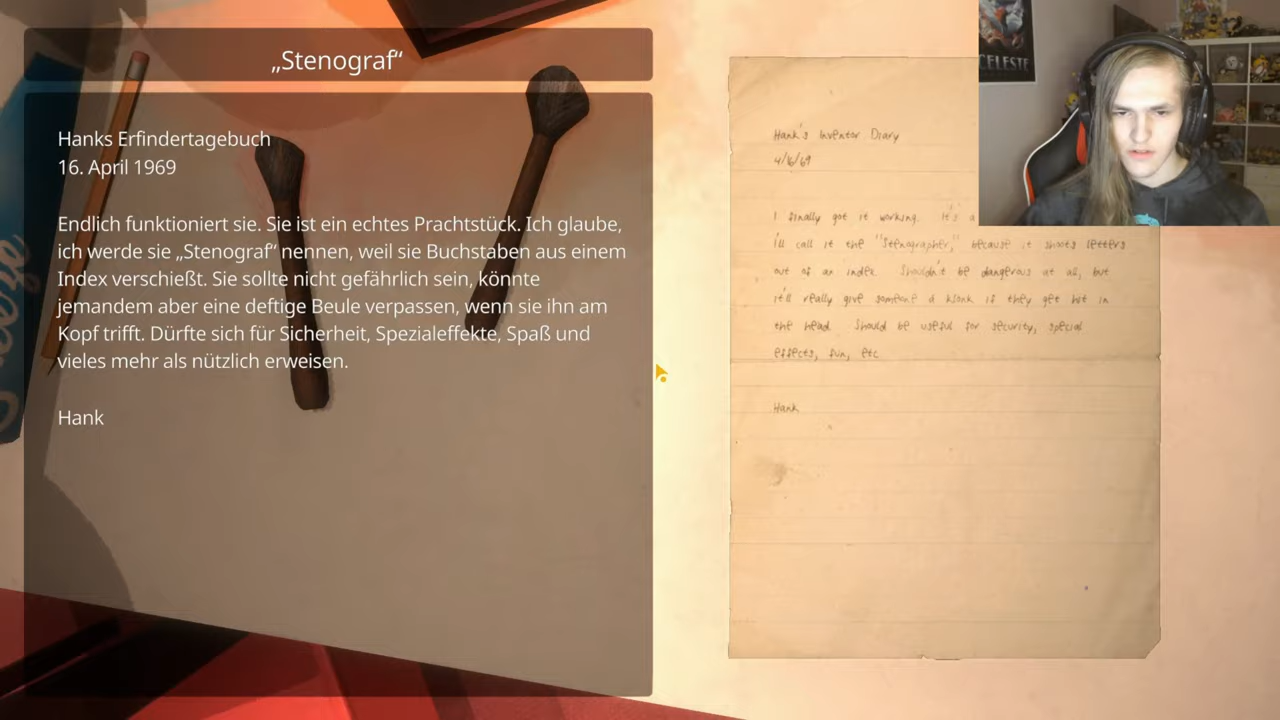 „Stenograf“
Hanks Erfindertagebuch
16. April 1969
Endlich funktioniert sie. Sie ist ein echtes Prachtstück. Ich glaube,
ich werde sie „Stenograf“ nennen, weil sie Buchstaben aus einem
Index verschießt. Sie sollte nicht gefährlich sein, könnte
jemandem aber eine deftige Beule verpassen, wenn sie ihn am
Kopf trifft. Dürfte sich für Sicherheit, Spezialeffekte, Spaß und
vieles mehr als nützlich erweisen.
Hank
Hank's Inventor Diary
4/16/69
I finally got it working. It's a
I'll call it the "Stenographer," because it shoots letters
out of an index. Shouldn't be dangerous at all, but
it'll really give someone a klonk if they get hit in
the head. Should be useful for security, special
effects, fun, etc
Hank
CELESTE